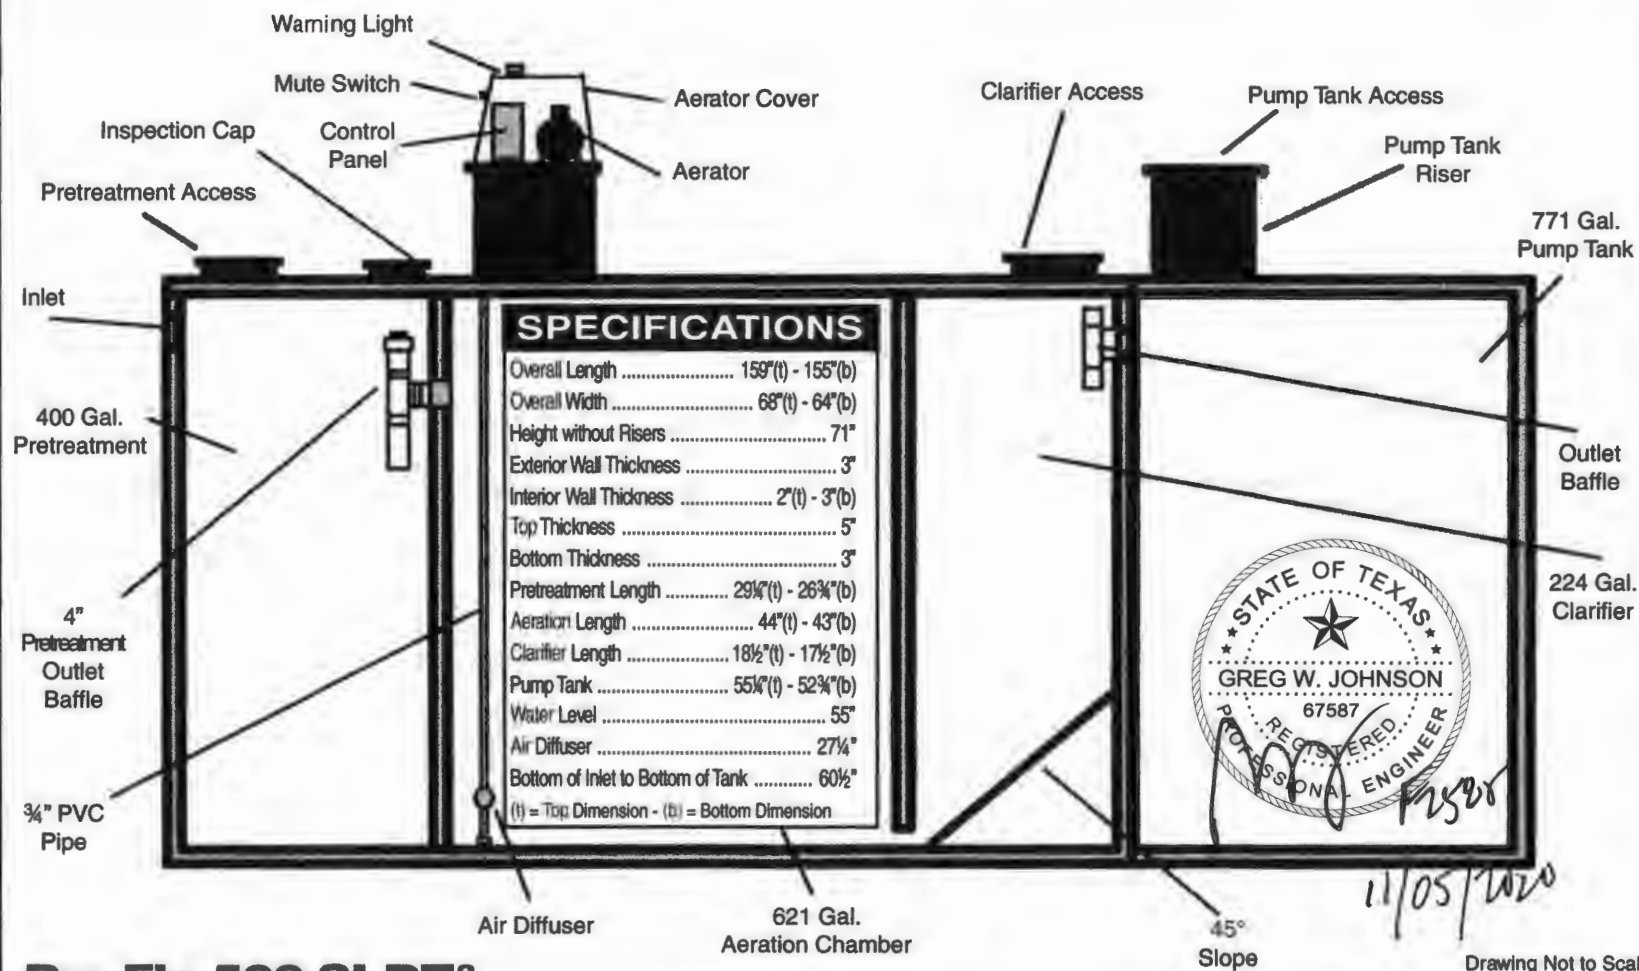 Warning Light
Mute Switch
Control
Panel
Inspection Cap
Pretreatment Access
Aerator Cover
Aerator
Clarifier Access
Pump Tank Access
Pump Tank
Riser
771 Gal.
Pump Tank
Inlet
400 Gal.
Pretreatment
4"
Pretreatment
Outlet
Baffle
¾" PVC
Pipe
SPECIFICATIONS
Overall Length ...................... 159"(t) - 155"(b)
Overall Width ........................... 68"(t) - 64"(b)
Height without Risers .............................. 71"
Exterior Wall Thickness ............................. 3"
Interior Wall Thickness ................. 2"(t) - 3"(b)
Top Thickness ......................................... 5"
Bottom Thickness ..................................... 3"
Pretreatment Length ............ 29¼"(t) - 26¾"(b)
Aeration Length ....................... 44"(t) - 43"(b)
Clarifier Length ................... 18½"(t) - 17½"(b)
Pump Tank ......................... 55¼"(t) - 52¾"(b)
Water Level ........................................... 55"
Air Diffuser ......................................... 27¼"
Bottom of Inlet to Bottom of Tank ........... 60½"
(t) = Top Dimension - (b) = Bottom Dimension
Outlet
Baffle
224 Gal.
Clarifier
STATE OF TEXAS
GREG W. JOHNSON
67587
REGISTERED
PROFESSIONAL ENGINEER
11/05/2020
Air Diffuser
621 Gal.
Aeration Chamber
45°
Slope